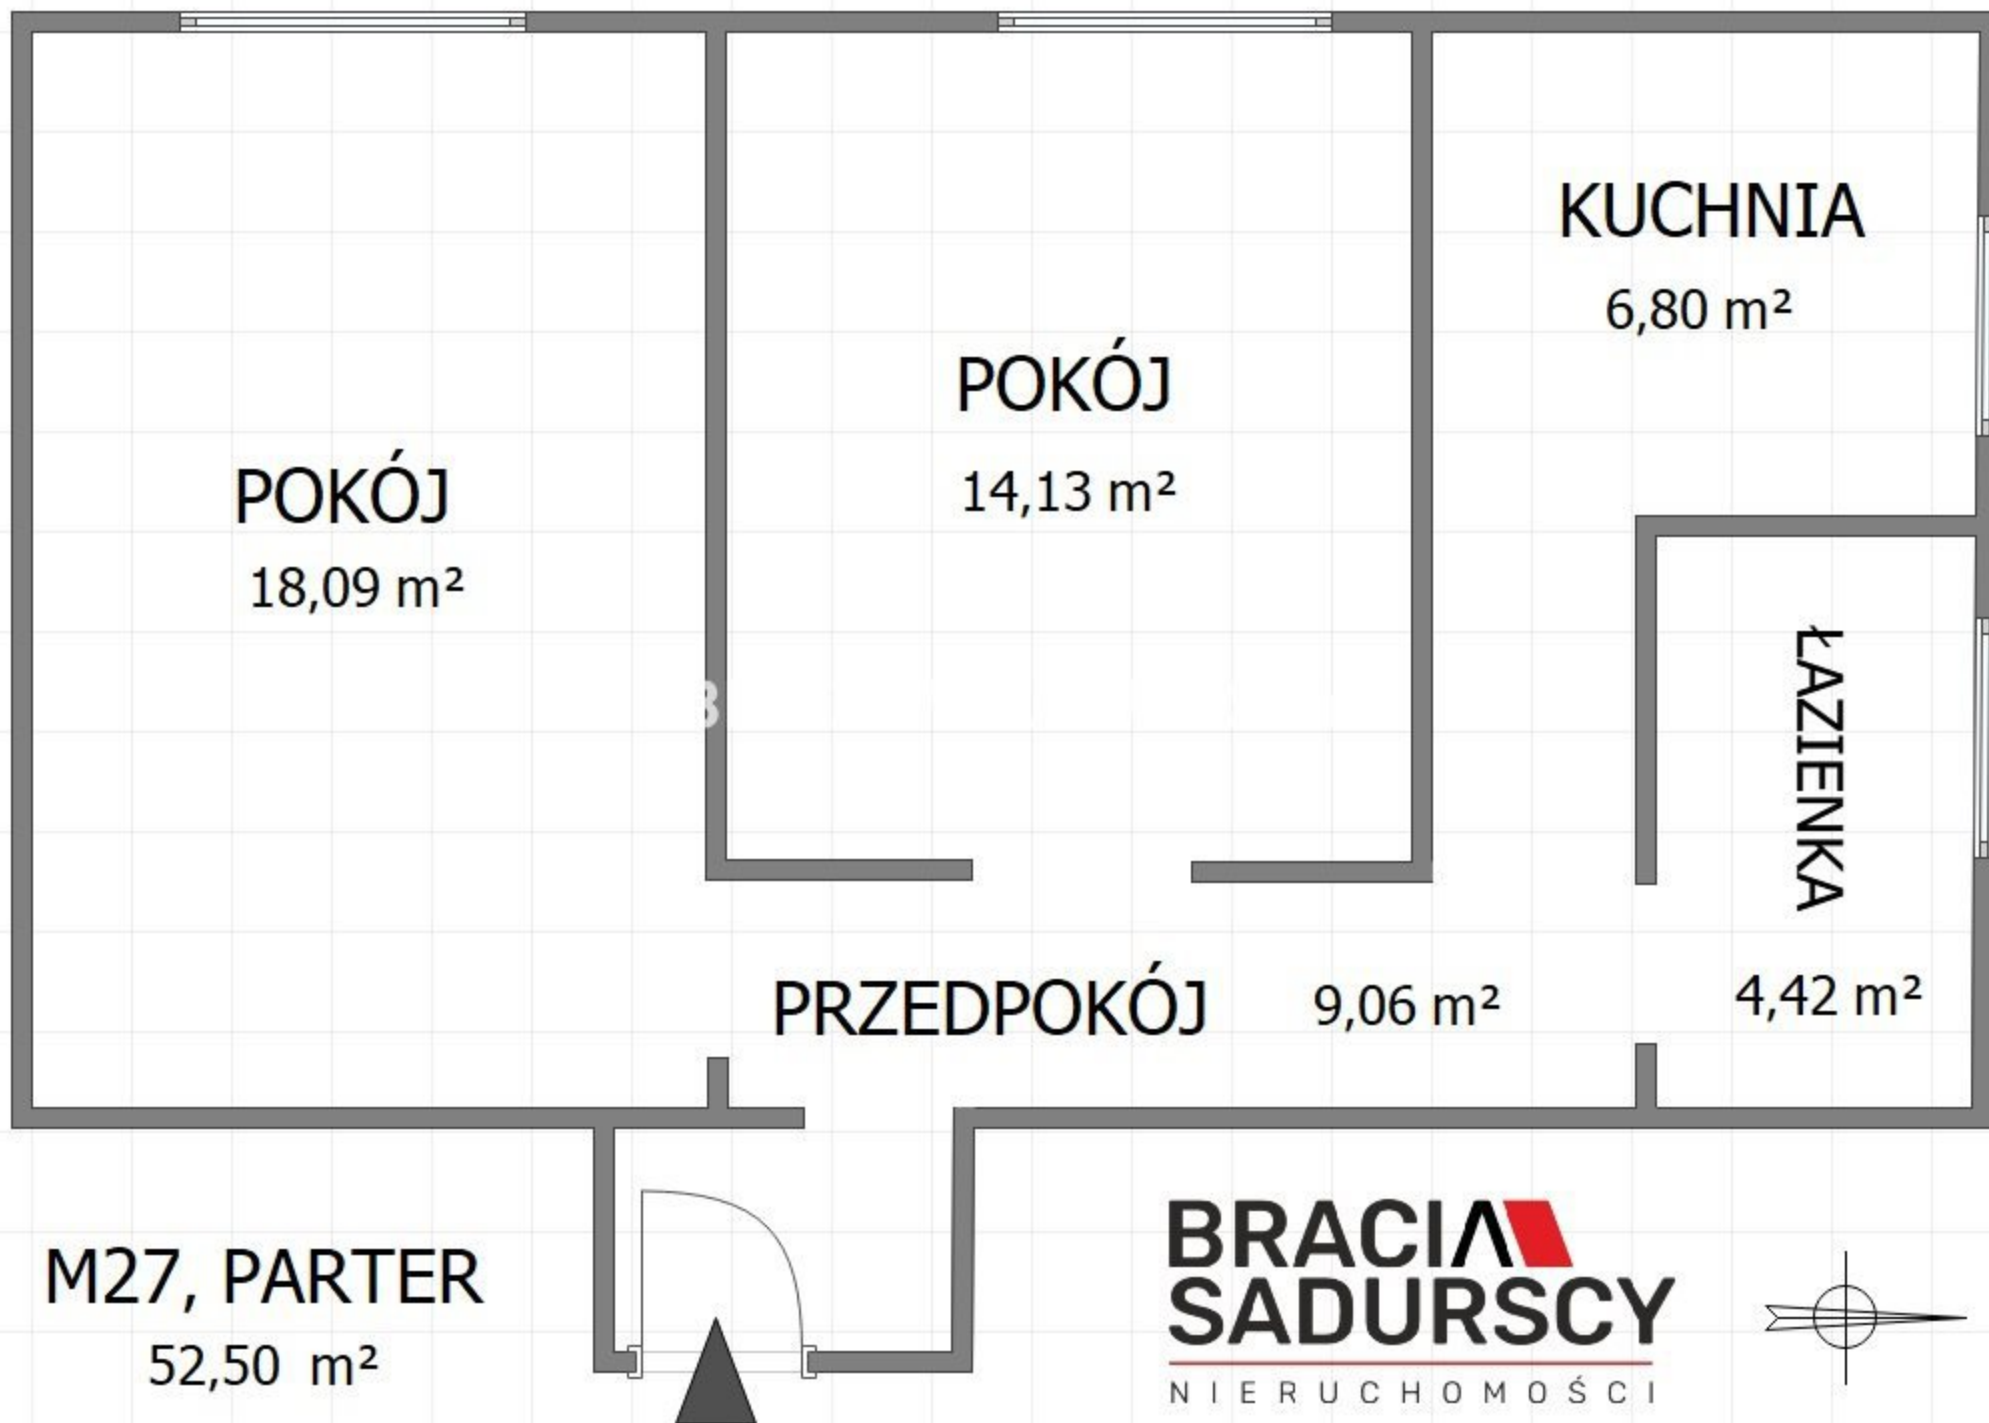 KUCHNIA
6,80 m²
POKÓJ
14,13 m²
POKÓJ
18,09 m²
ŁAZIENKA
4,42 m²
PRZEDPOKÓJ 9,06 m²
M27, PARTER
52,50 m²
BRACIA
SADURSCY
NIERUCHOMOŚCI